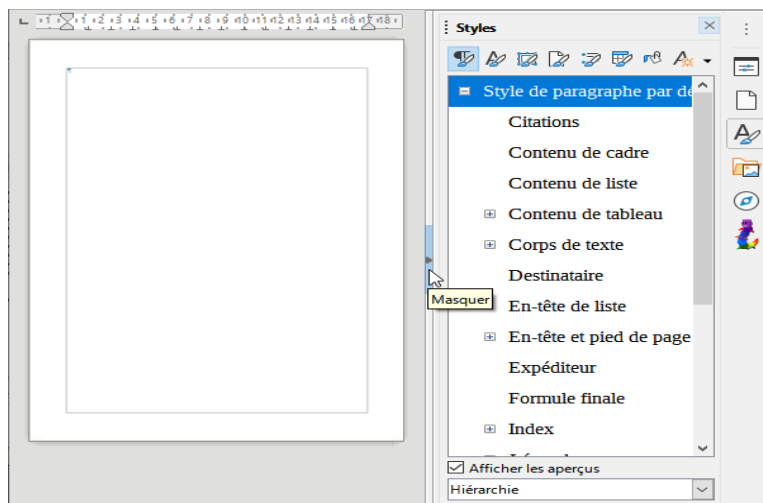 1 1 2 3 4 5 6 7 8 9 10 11 12 13 14 15 16 17 18
Styles
Style de paragraphe par dé
Citations
Contenu de cadre
Contenu de liste
Contenu de tableau
Corps de texte
Destinataire
Masquer
En-tête de liste
En-tête et pied de page
Expéditeur
Formule finale
Index
Afficher les aperçus
Hiérarchie